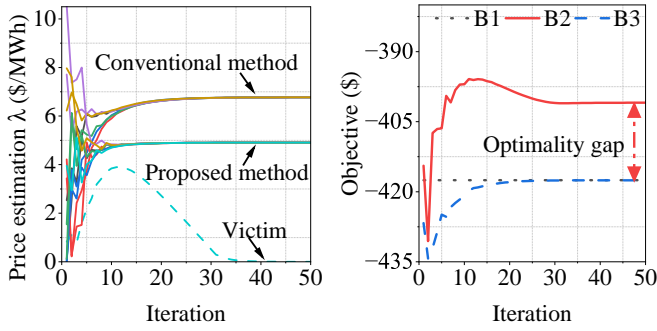 Price estimation λ ($/MWh)
10
8
6
4
2
0
Conventional method
Proposed method
Victim
0 10 20 30 40 50
Iteration
Objective ($)
B1 B2 B3
−390
−405
−420
−435
Optimality gap
0 10 20 30 40 50
Iteration